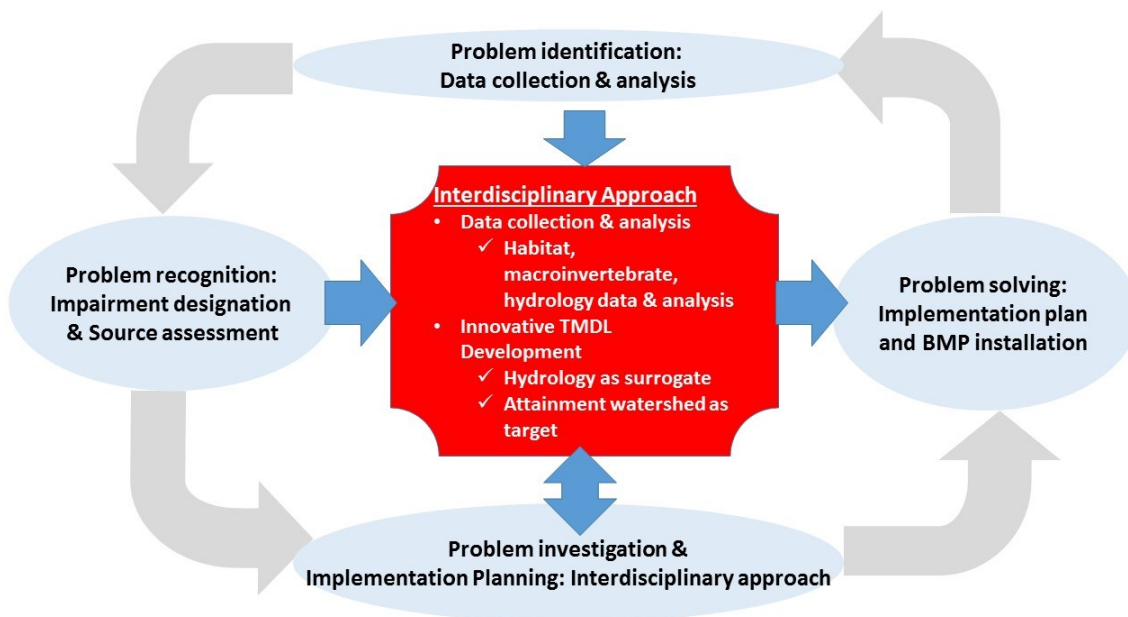 Problem identification:
Data collection & analysis
Interdisciplinary Approach
• Data collection & analysis
✓ Habitat,
macroinvertebrate,
hydrology data & analysis
• Innovative TMDL
Development
✓ Hydrology as surrogate
✓ Attainment watershed as
target
Problem recognition:
Impairment designation
& Source assessment
Problem solving:
Implementation plan
and BMP installation
Problem investigation &
Implementation Planning: Interdisciplinary approach